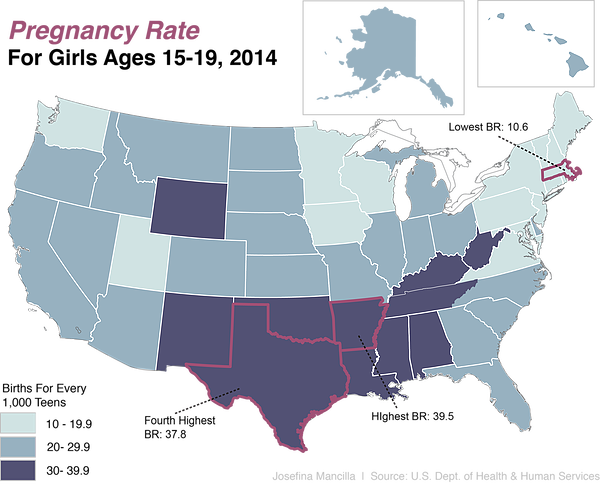 Pregnancy Rate
For Girls Ages 15-19, 2014
Lowest BR: 10.6
Births For Every
1,000 Teens
10 - 19.9
20- 29.9
30- 39.9
Fourth Highest
BR: 37.8
HIghest BR: 39.5
Josefina Mancilla | Source: U.S. Dept. of Health & Human Services